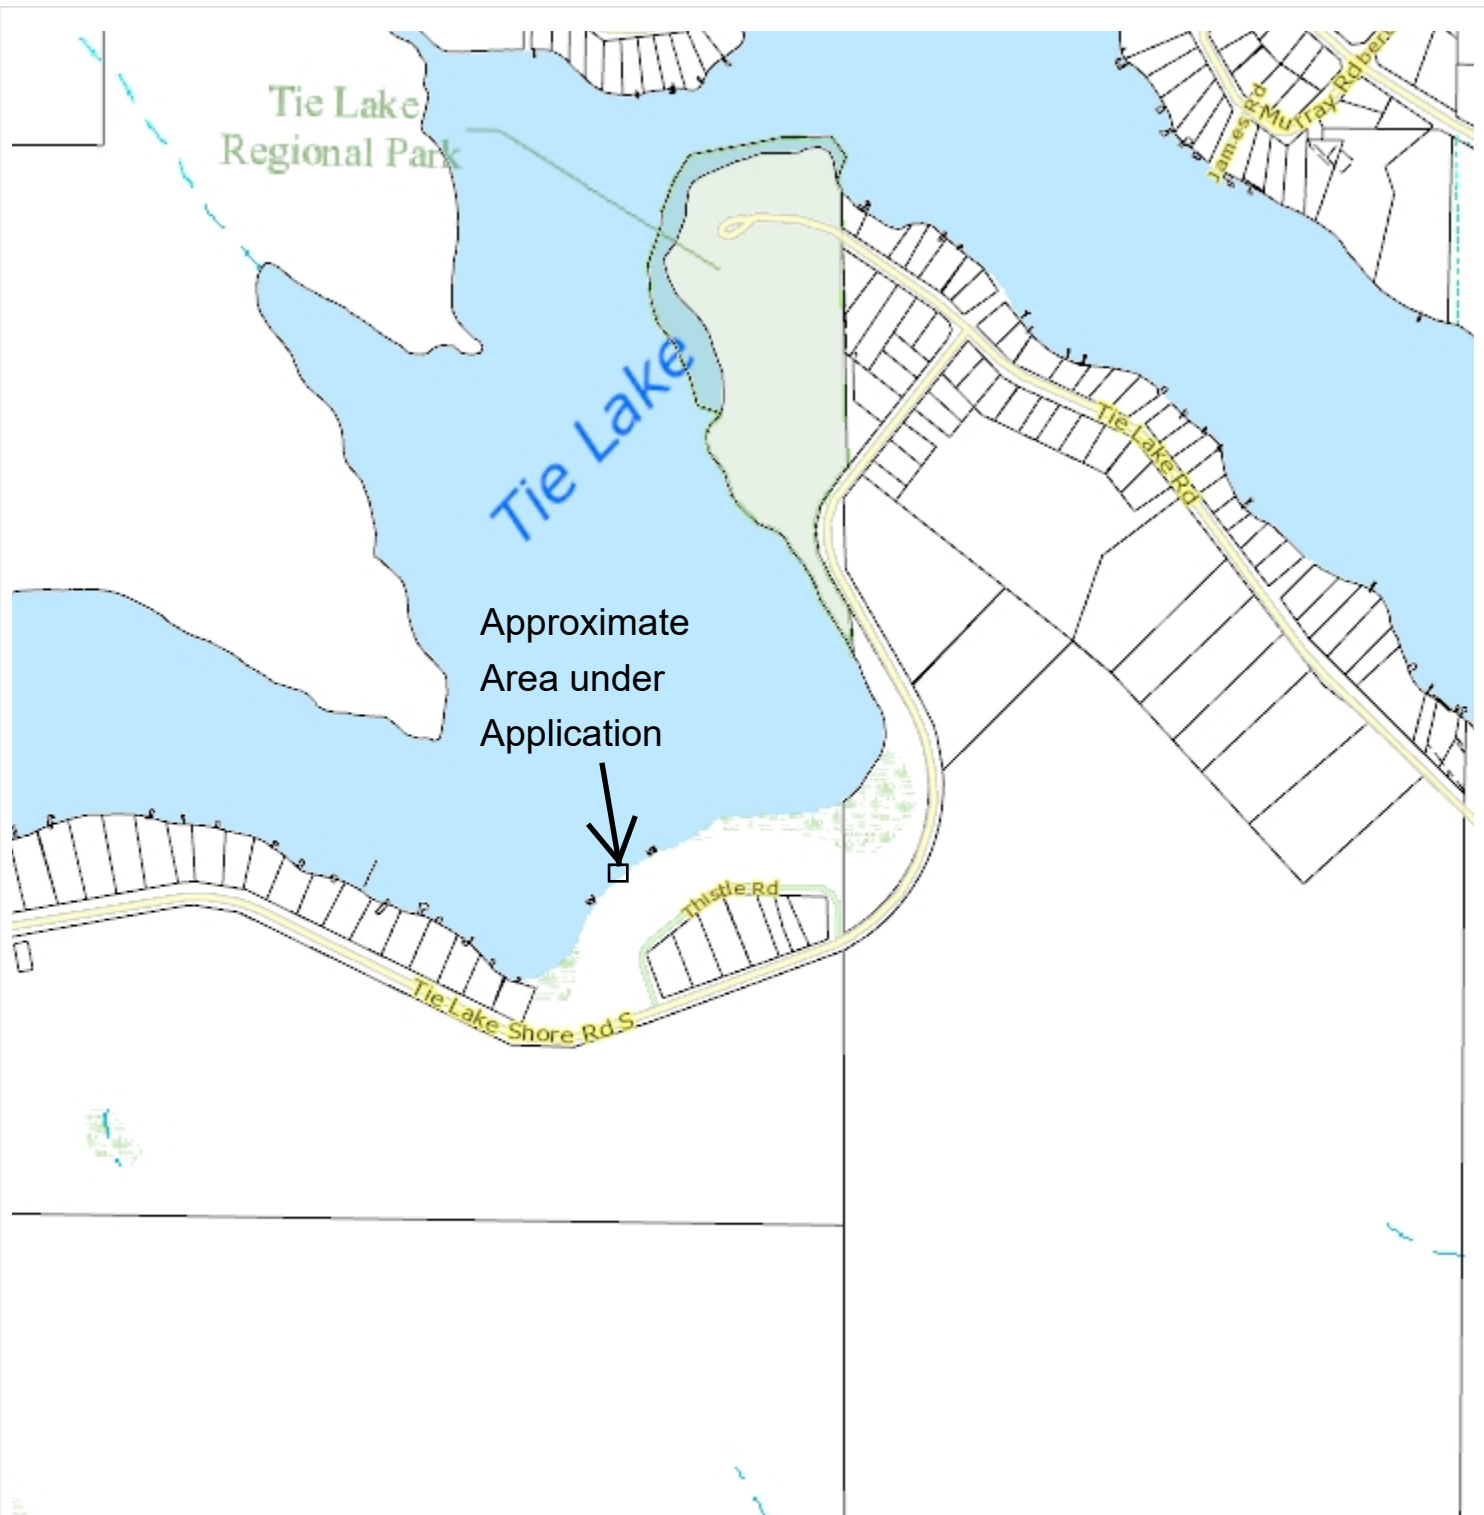 Tie Lake
Regional Park
James Rd
Murray Rd
Tie Lake
Tie Lake Rd
Approximate
Area under
Application
Thistle Rd
Tie Lake Shore Rd S